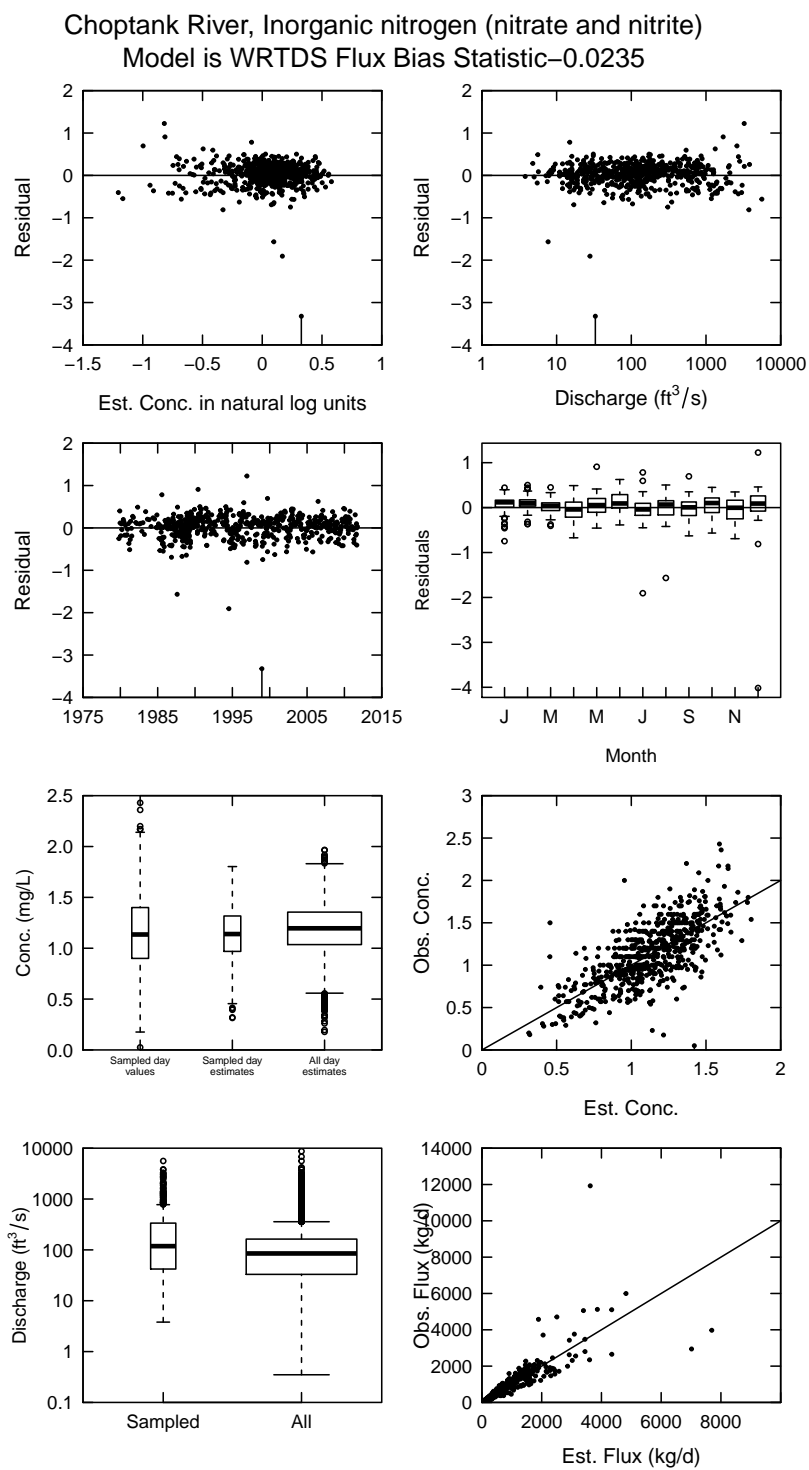 Choptank River, Inorganic nitrogen (nitrate and nitrite)
Model is WRTDS Flux Bias Statistic−0.0235
2
1
0
−1
−2
−3
−4
Residual
−1.5 −1 −0.5 0 0.5 1
Est. Conc. in natural log units
2
1
0
−1
−2
−3
−4
Residual
1 10 100 1000 10000
Discharge (ft³/s)
2
1
0
−1
−2
−3
−4
Residual
1975 1985 1995 2005 2015
1
0
−1
−2
−3
−4
Residuals
J M M J S N
Month
2.5
2.0
1.5
1.0
0.5
0.0
Conc. (mg/L)
Sampled day values
Sampled day estimates
All day estimates
3
2.5
2
1.5
1
0.5
0
Obs. Conc.
0 0.5 1 1.5 2
Est. Conc.
10000
1000
100
10
1
0.1
Discharge (ft³/s)
Sampled All
14000
12000
10000
8000
6000
4000
2000
0
Obs. Flux (kg/d)
0 2000 4000 6000 8000
Est. Flux (kg/d)